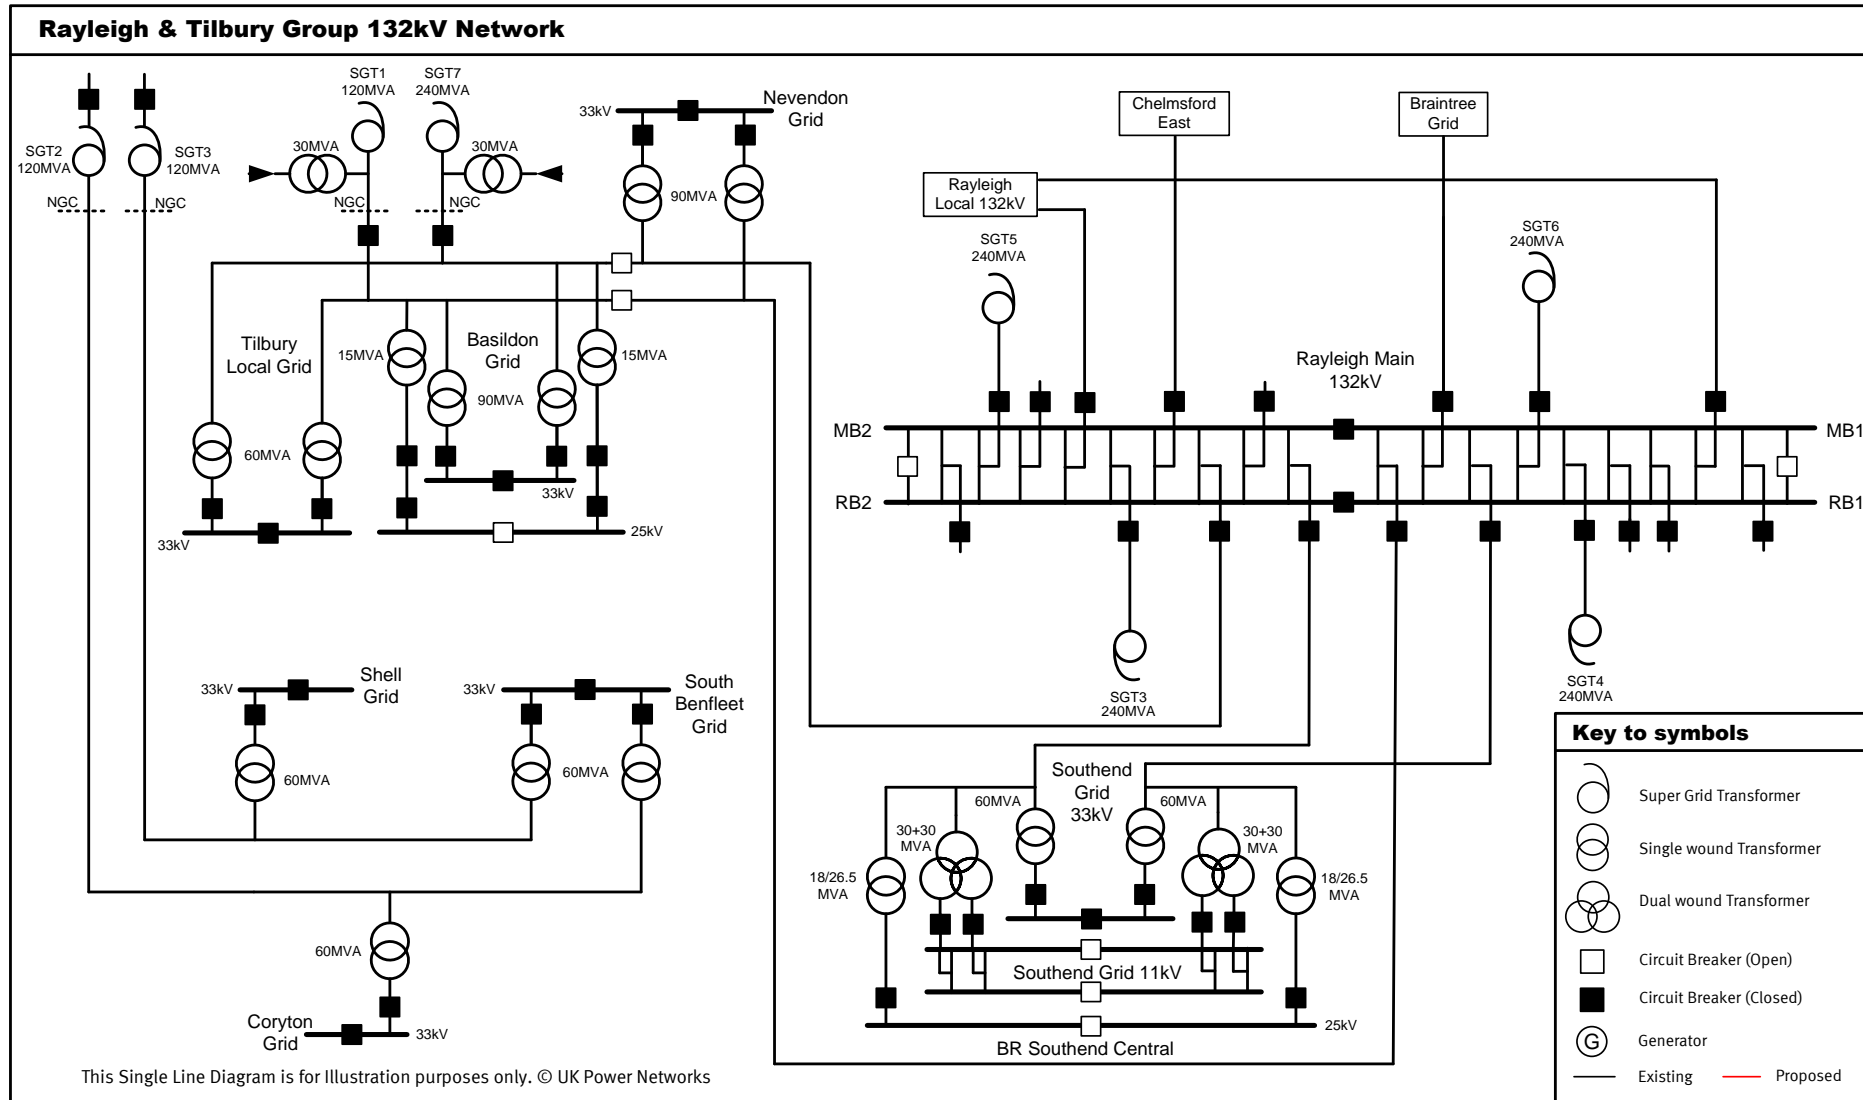 Rayleigh & Tilbury Group 132kV Network
SGT1
120MVA
SGT7
240MVA
33kV
Nevendon
Grid
Chelmsford
East
Braintree
Grid
SGT2
120MVA
SGT3
120MVA
30MVA
30MVA
90MVA
NGC
NGC
NGC
NGC
Rayleigh
Local 132kV
SGT5
240MVA
SGT6
240MVA
Tilbury
Local Grid
15MVA
Basildon
Grid
15MVA
90MVA
60MVA
33kV
33kV
25kV
Rayleigh Main
132kV
MB2
MB1
RB2
RB1
SGT3
240MVA
SGT4
240MVA
33kV
Shell
Grid
60MVA
33kV
South
Benfleet
Grid
60MVA
60MVA
Coryton
Grid
33kV
Southend
Grid
33kV
60MVA
60MVA
30+30
MVA
30+30
MVA
18/26.5
MVA
18/26.5
MVA
Southend Grid 11kV
25kV
BR Southend Central
Key to symbols
Super Grid Transformer
Single wound Transformer
Dual wound Transformer
Circuit Breaker (Open)
Circuit Breaker (Closed)
G
Generator
Existing
Proposed
This Single Line Diagram is for Illustration purposes only. © UK Power Networks